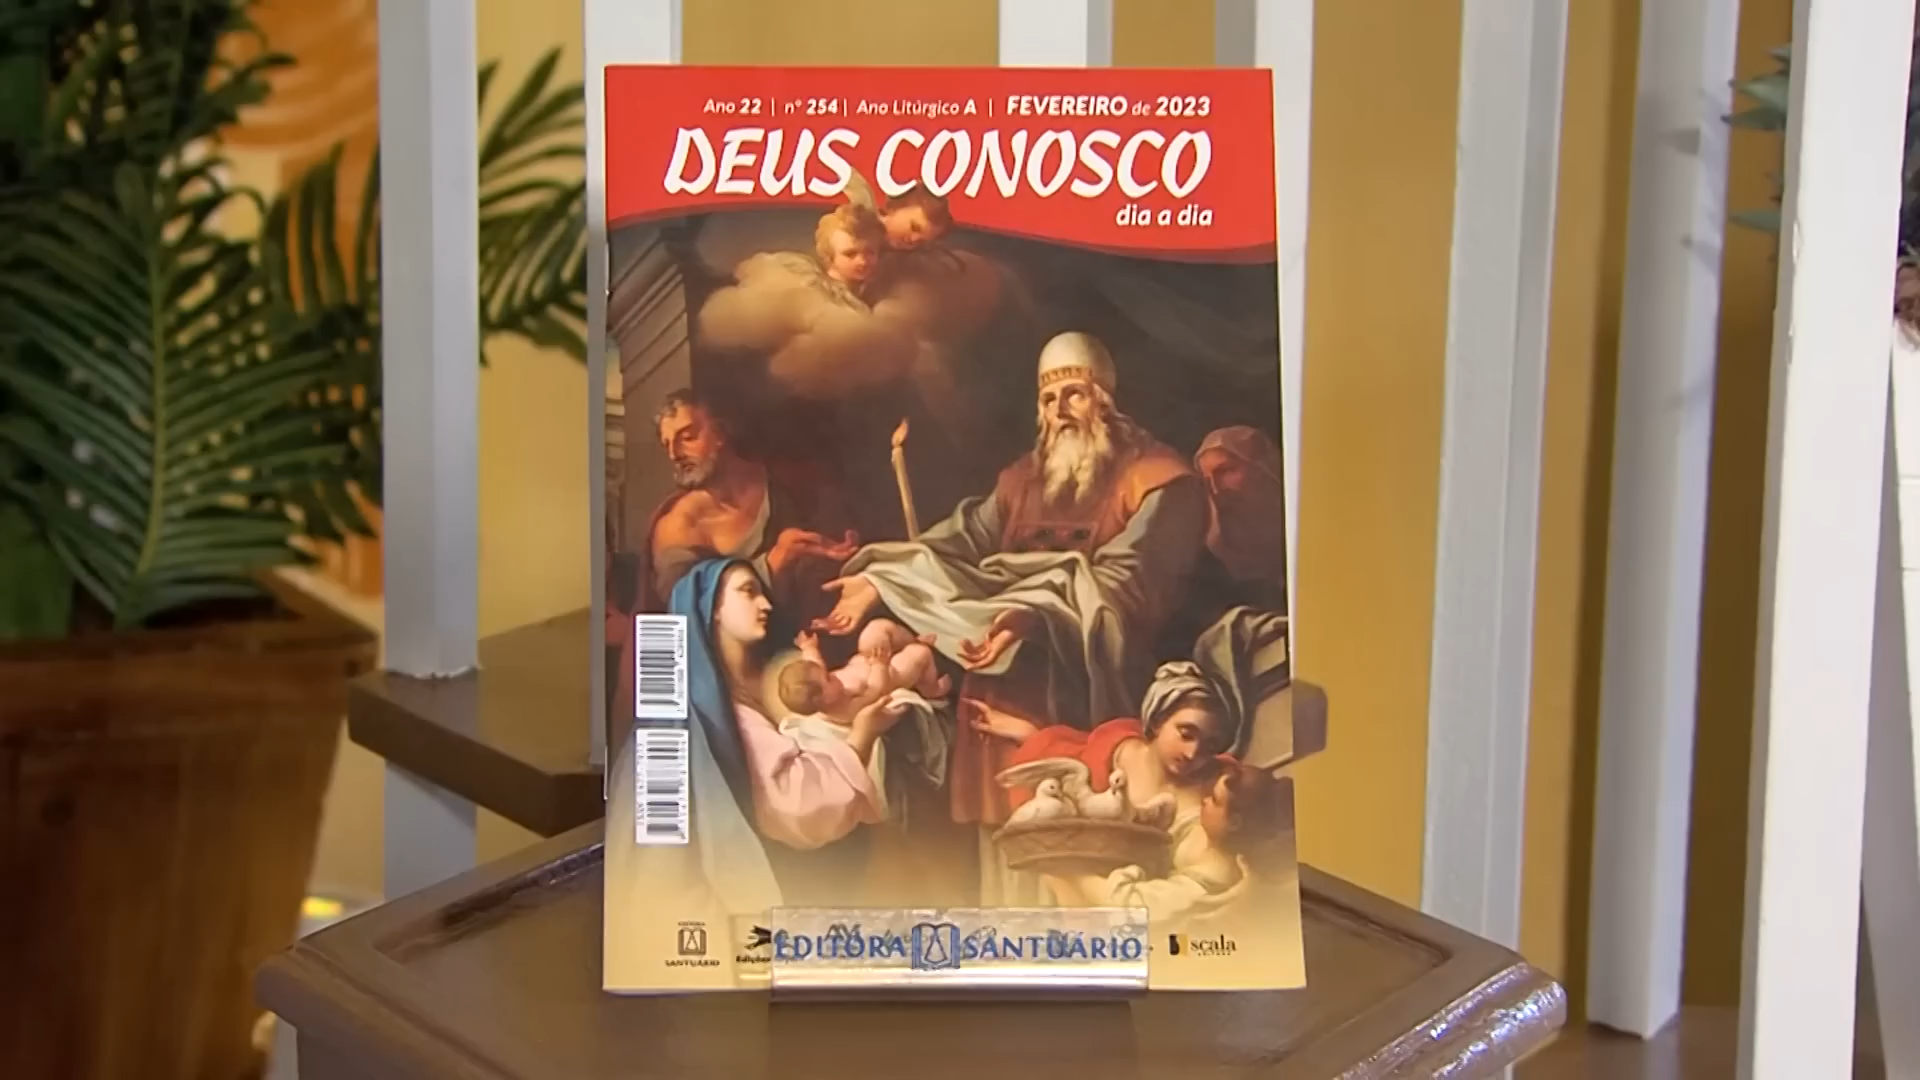 Ano 22 | nº 254 | Ano Litúrgico A | FEVEREIRO de 2023
DEUS CONOSCO
dia a dia
SANTUÁRIO
EDITORA SANTUÁRIO
scala